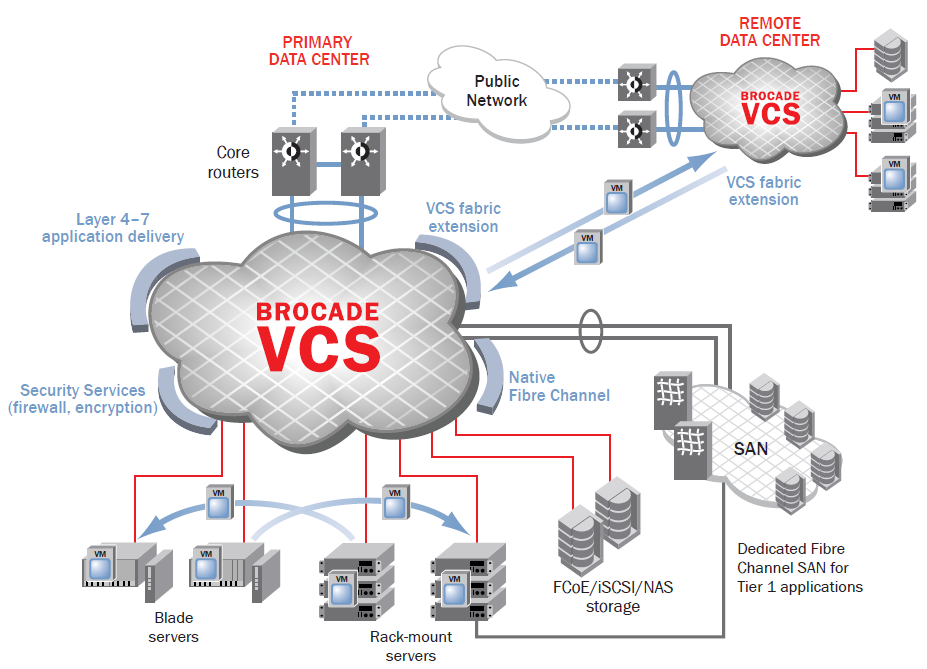 PRIMARY
DATA CENTER
REMOTE
DATA CENTER
Public
Network
BROCADE
VCS
VM
VM
Core
routers
VCS fabric
extension
VM
VM
VCS fabric
extension
Layer 4–7
application delivery
BROCADE
VCS
Security Services
(firewall, encryption)
Native
Fibre Channel
SAN
VM
VM
VM
VM
VM
VM
Blade
servers
Rack-mount
servers
FCoE/iSCSI/NAS
storage
Dedicated Fibre
Channel SAN for
Tier 1 applications